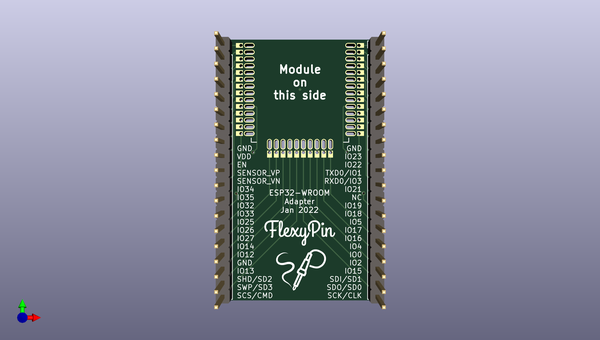 Module
on
this side
GND GND
VDD IO23
EN IO22
SENSOR_VP TXD0/IO1
SENSOR_VN RXD0/IO3
IO34 IO21
IO35 NC
IO32 IO19
IO33 IO18
IO25 IO5
IO26 IO17
IO27 IO16
IO14 IO4
IO12 IO0
GND IO2
IO13 IO15
SHD/SD2 SDI/SD1
SWP/SD3 SDO/SD0
SCS/CMD SCK/CLK
ESP32-WROOM
Adapter
Jan 2022
FlexyPin